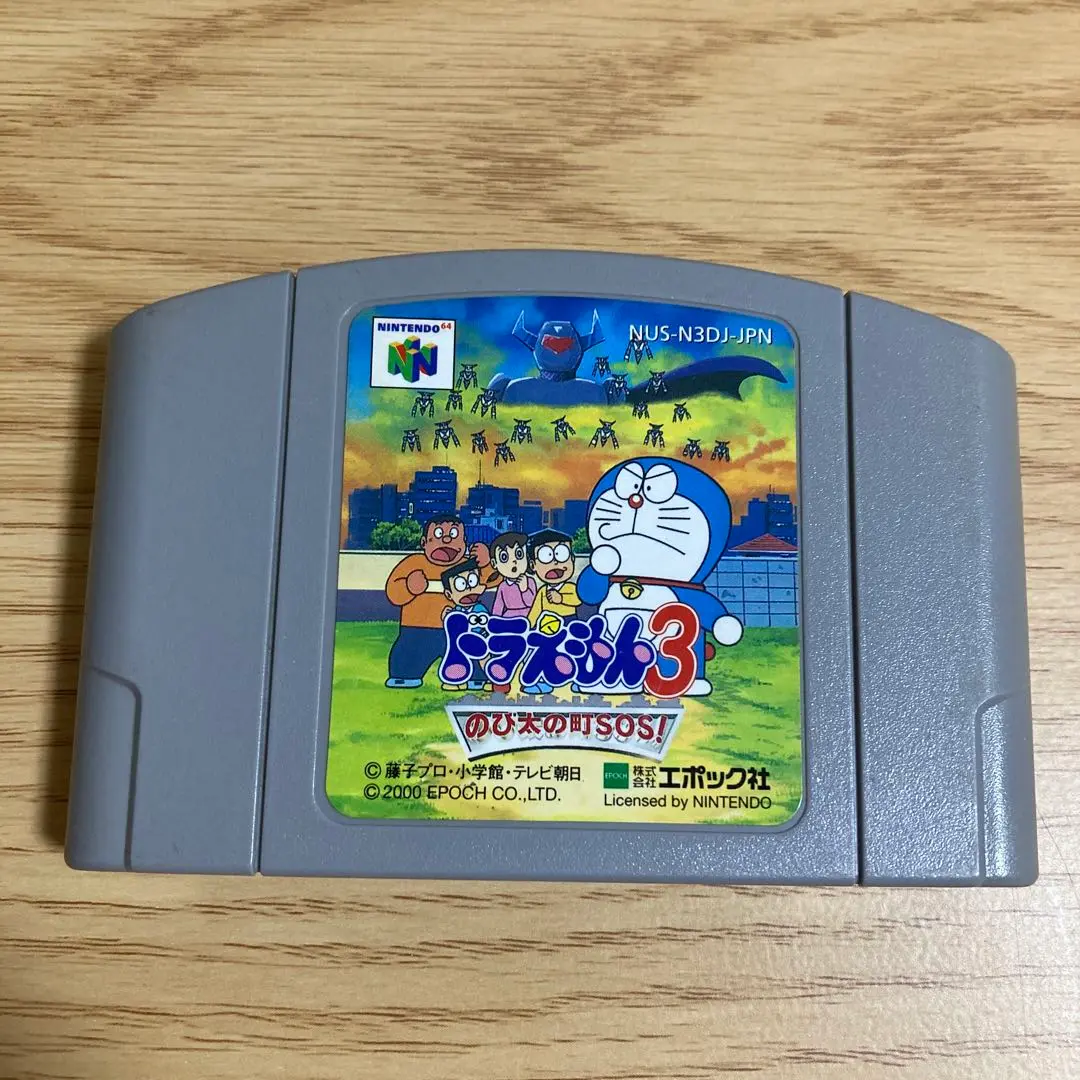 NINTENDO 64
NUS-N3DJ-JPN
ドラえもん3
のび太の町SOS!
© 藤子プロ・小学館・テレビ朝日
© 2000 EPOCH CO.,LTD.
EPOCH 株式会社 エポック社
Licensed by NINTENDO